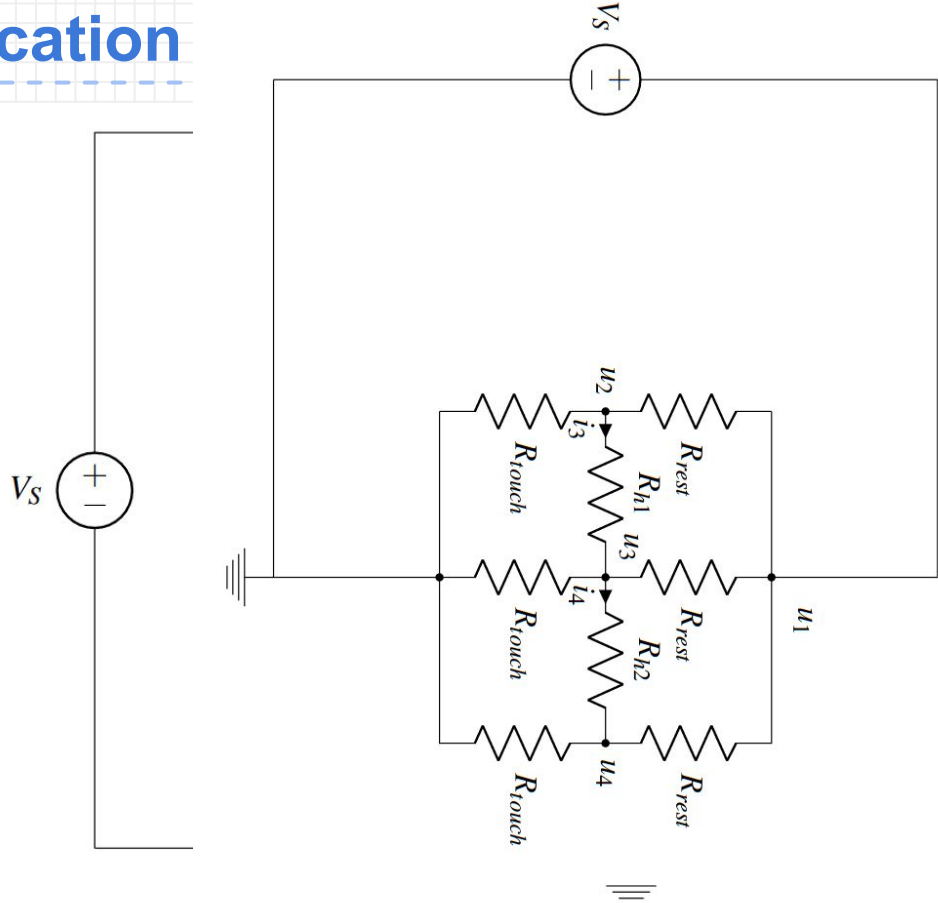 cation
V_S
+
−
V_S
− +
u_2
i_3
R_touch
R_rest
R_h1
u_3
i_4
R_touch
R_rest
R_h2
u_1
u_4
R_touch
R_rest